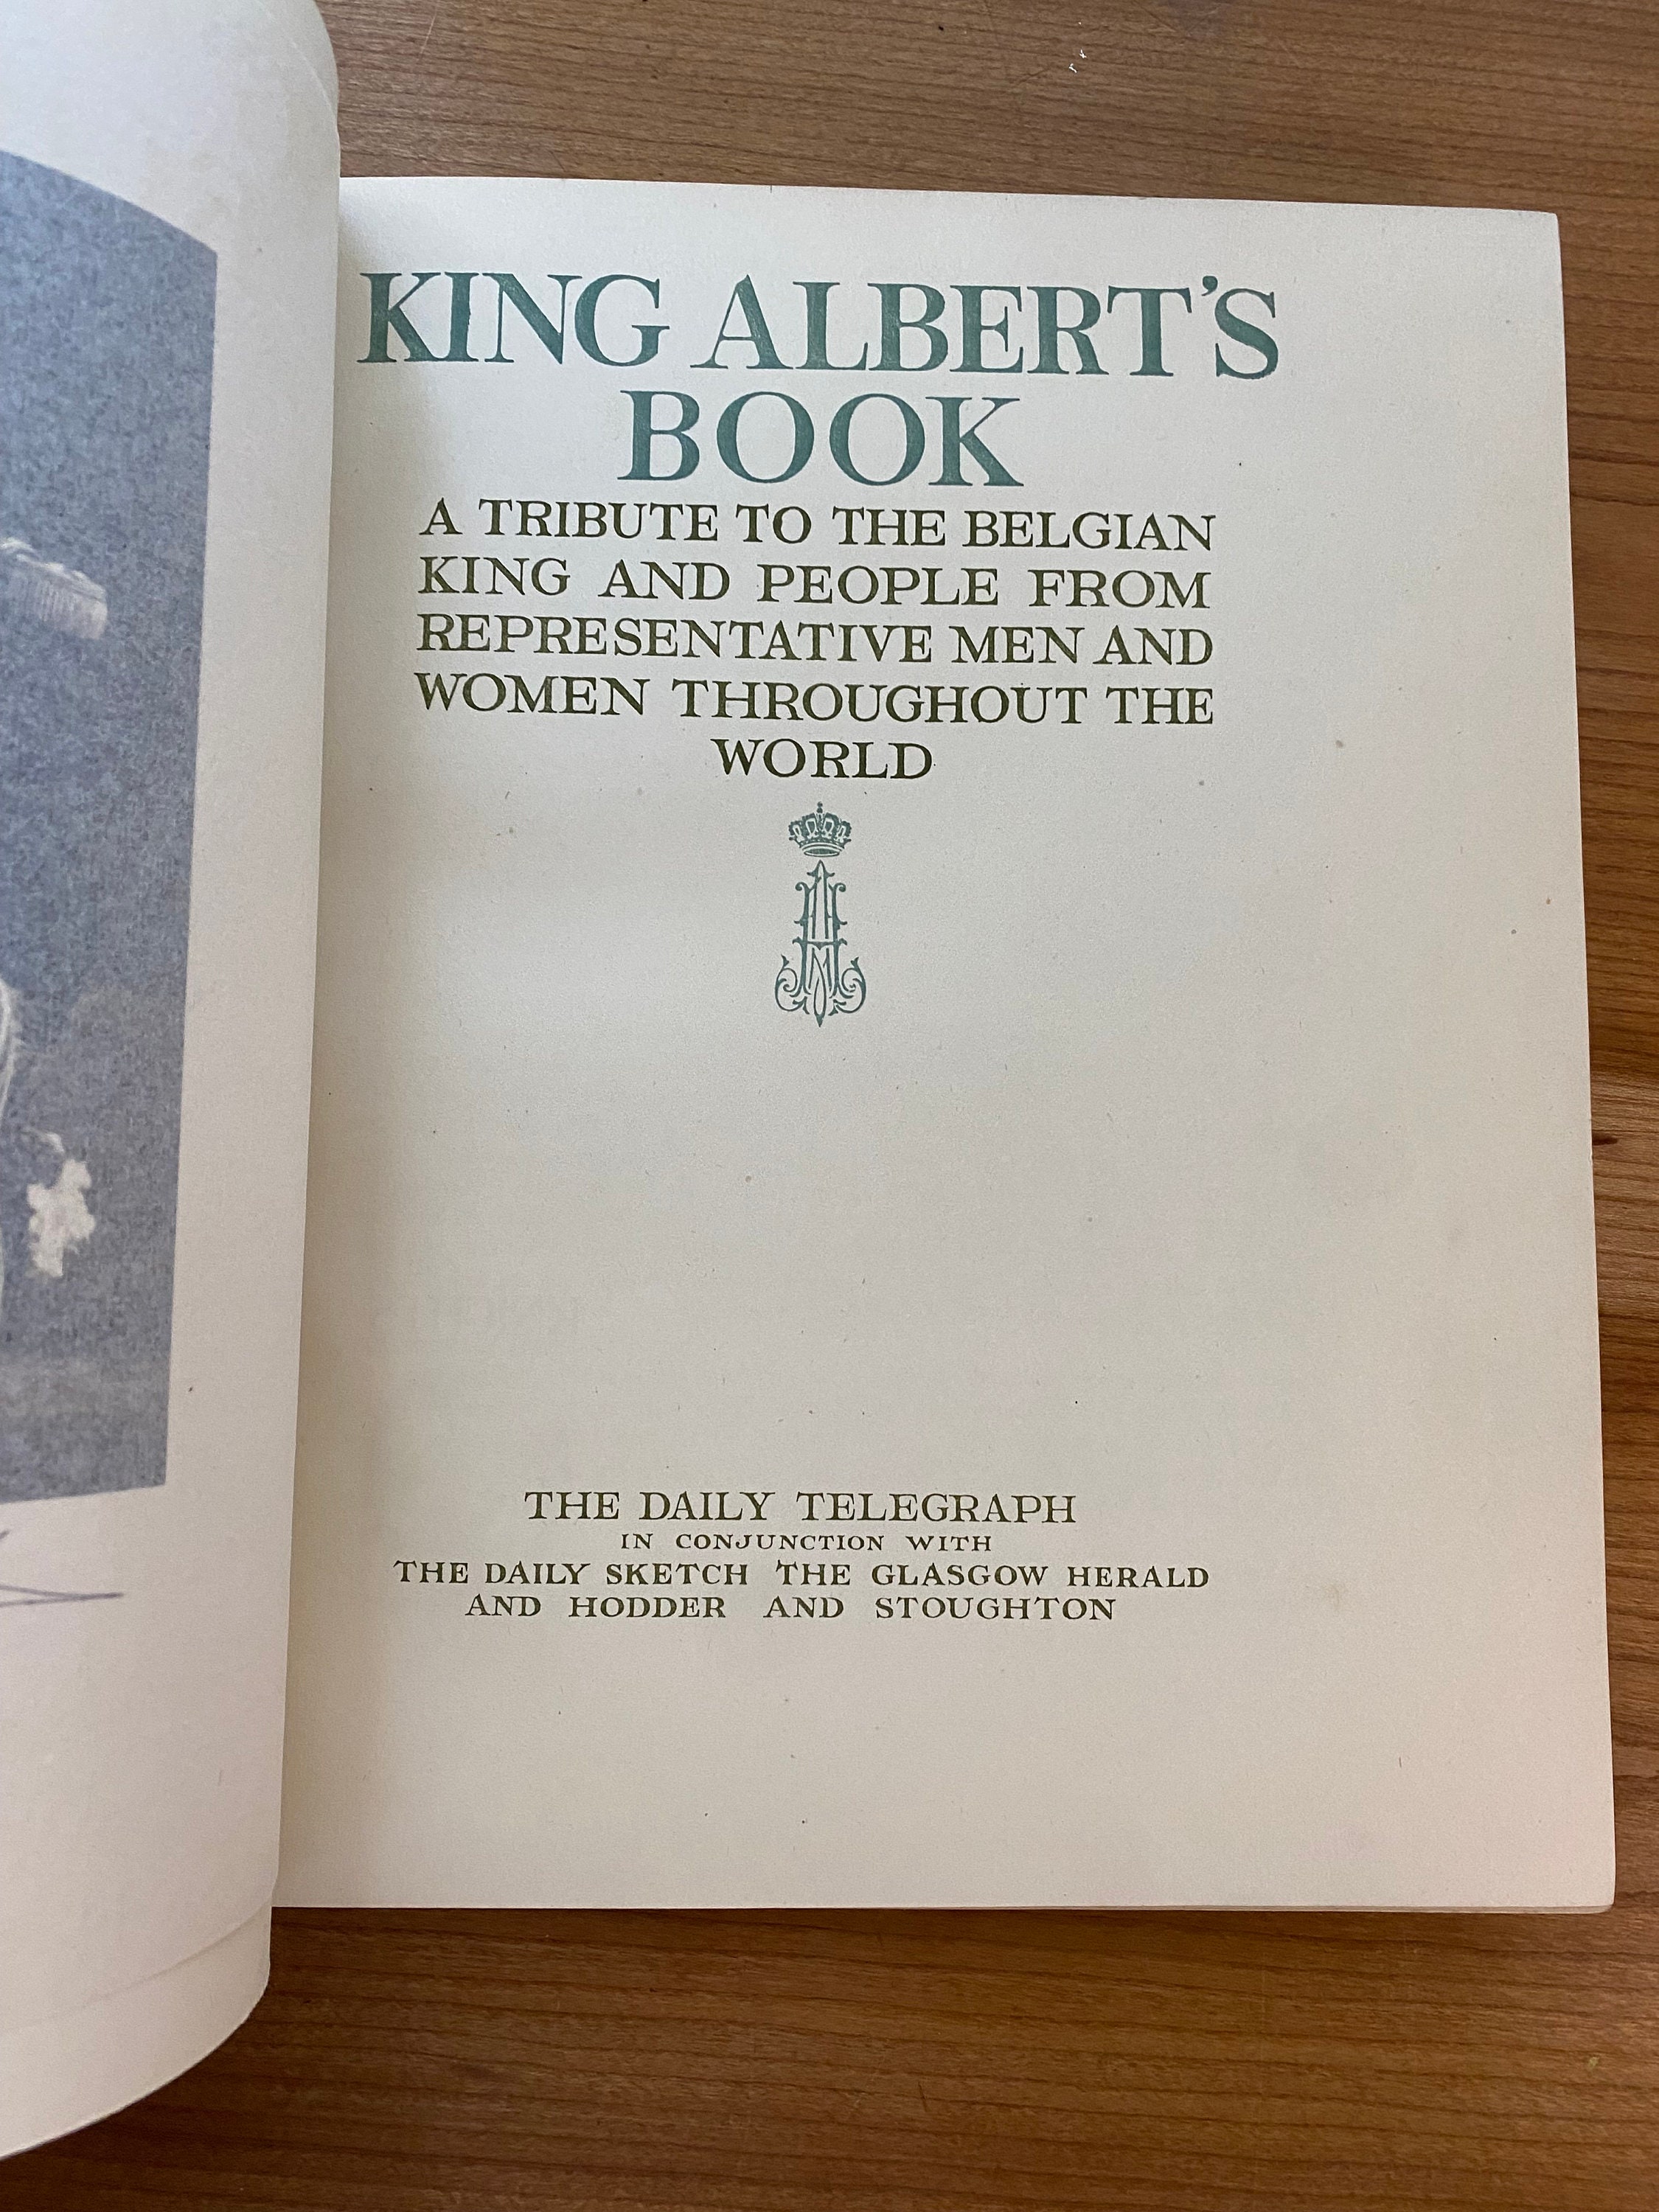 KING ALBERT'S
BOOK
A TRIBUTE TO THE BELGIAN
KING AND PEOPLE FROM
REPRESENTATIVE MEN AND
WOMEN THROUGHOUT THE
WORLD
THE DAILY TELEGRAPH
IN CONJUNCTION WITH
THE DAILY SKETCH THE GLASGOW HERALD
AND HODDER AND STOUGHTON